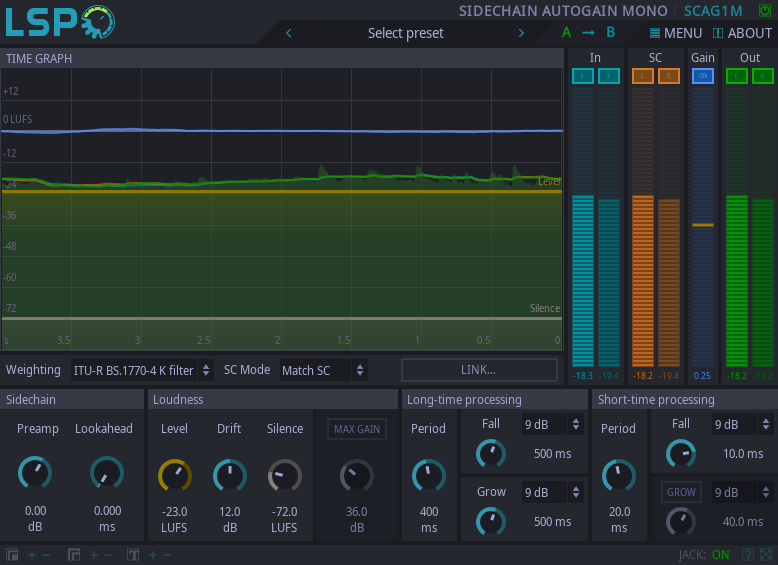 LSP
SIDECHAIN AUTOGAIN MONO SCAG1M
Select preset
A → B
MENU
ABOUT
TIME GRAPH
In
SC
Gain
Out
L S
L S
ON
L S
+12
0 LUFS
-12
-24
-36
-48
-60
-72
Level
Silence
s 3.5 3 2.5 2 1.5 1 0.5 0
-18.3 -19.4
-18.2 -19.4
0.25
-18.2 -19.2
Weighting ITU-R BS.1770-4 K filter SC Mode Match SC LINK...
Sidechain
Preamp Lookahead
0.00 0.000
dB ms
Loudness
Level Drift Silence MAX GAIN
-23.0 12.0 -72.0 36.0
LUFS dB LUFS dB
Long-time processing
Period
400
ms
Fall 9 dB
500 ms
Grow 9 dB
500 ms
Short-time processing
Period
20.0
ms
Fall 9 dB
10.0 ms
GROW 9 dB
40.0 ms
+ − + − + −
JACK: ON ?